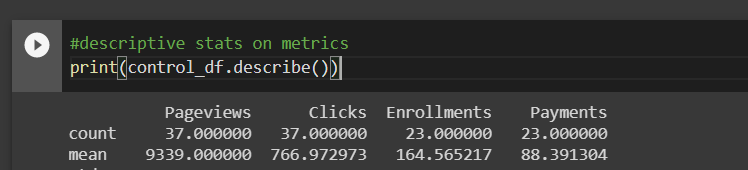 #descriptive stats on metrics
print(control_df.describe())
Pageviews Clicks Enrollments Payments
count 37.000000 37.000000 23.000000 23.000000
mean 9339.000000 766.972973 164.565217 88.391304